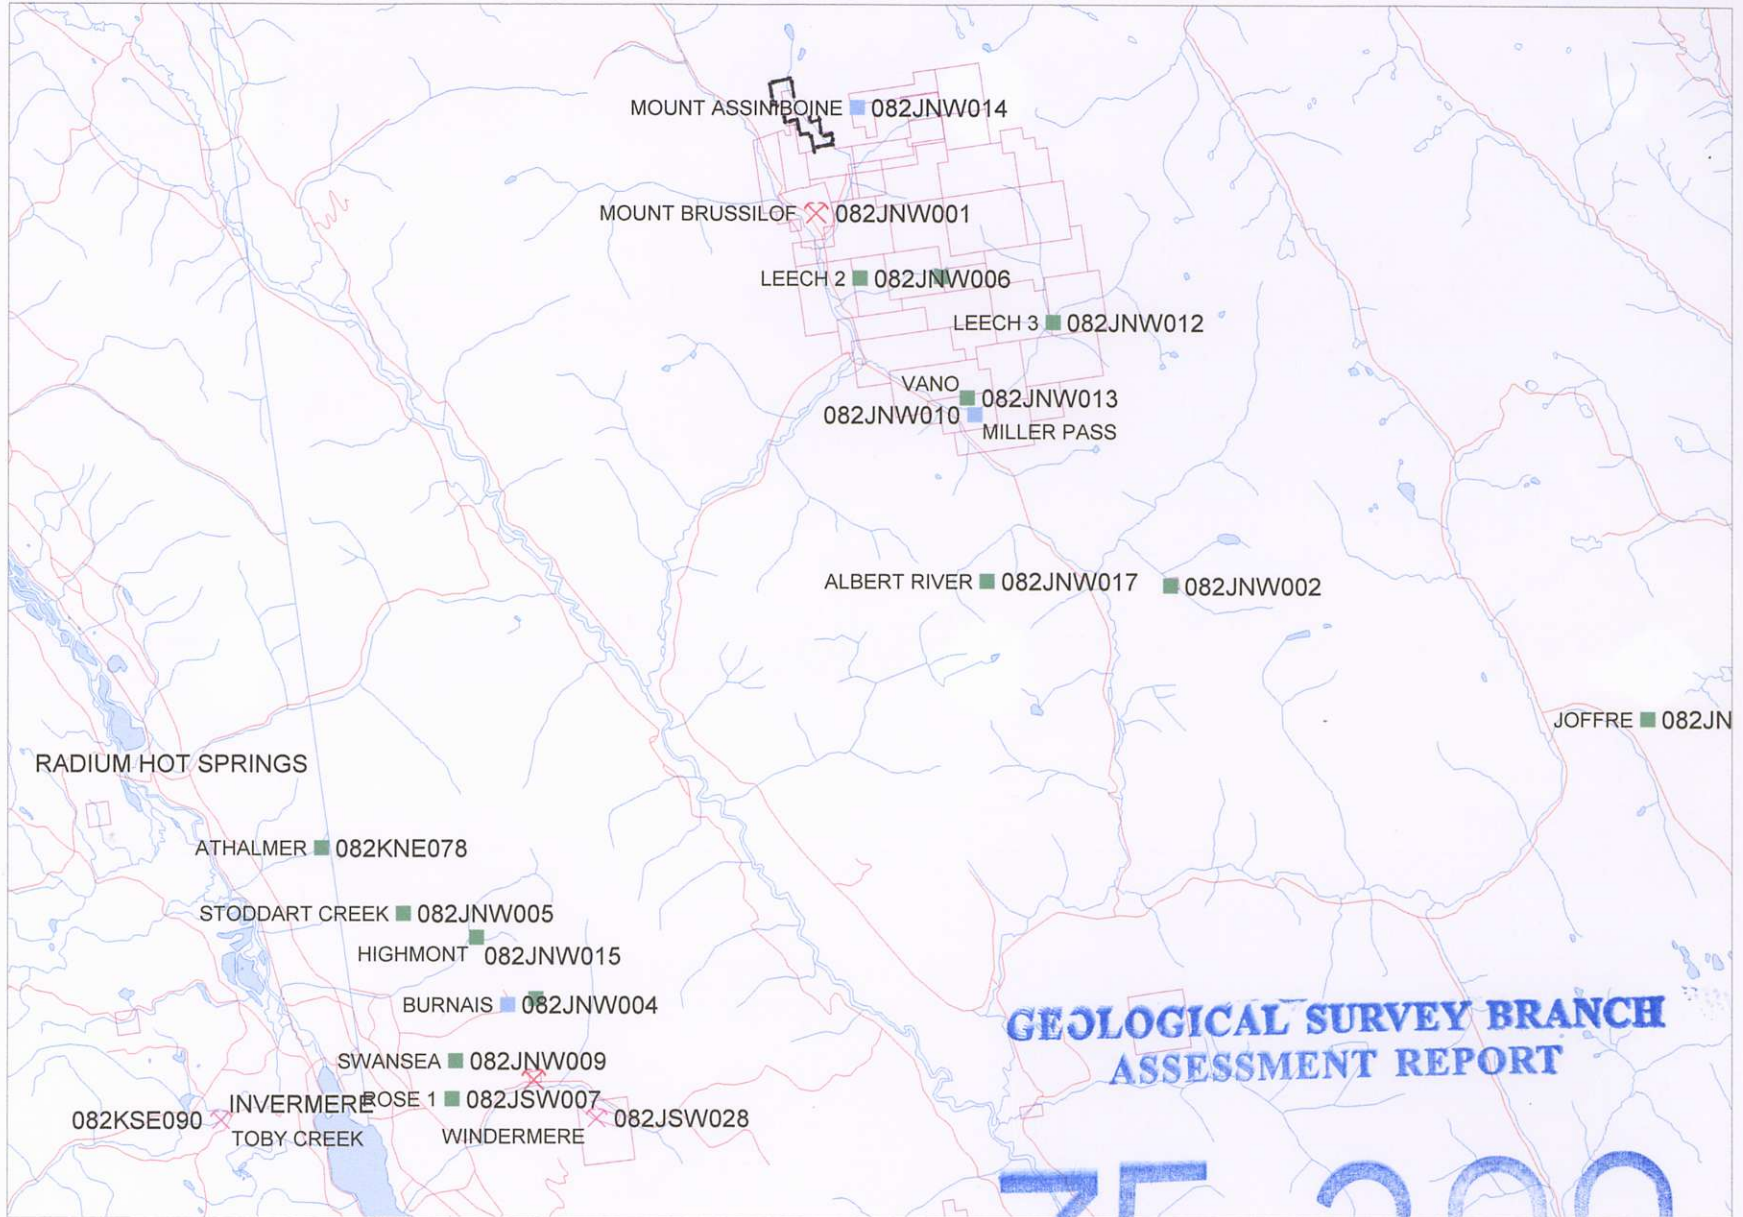 MOUNT ASSINIBOINE 082JNW014
MOUNT BRUSSILOF 082JNW001
LEECH 2 082JNW006
LEECH 3 082JNW012
VANO
082JNW013
082JNW010
MILLER PASS
ALBERT RIVER 082JNW017
082JNW002
JOFFRE 082JN
RADIUM HOT SPRINGS
ATHALMER 082KNE078
STODDART CREEK 082JNW005
HIGHMONT 082JNW015
BURNAIS 082JNW004
GEOLOGICAL SURVEY BRANCH
ASSESSMENT REPORT
SWANSEA 082JNW009
INVERMERE
ROSE 1 082JSW007
082KSE090
082JSW028
TOBY CREEK
WINDERMERE